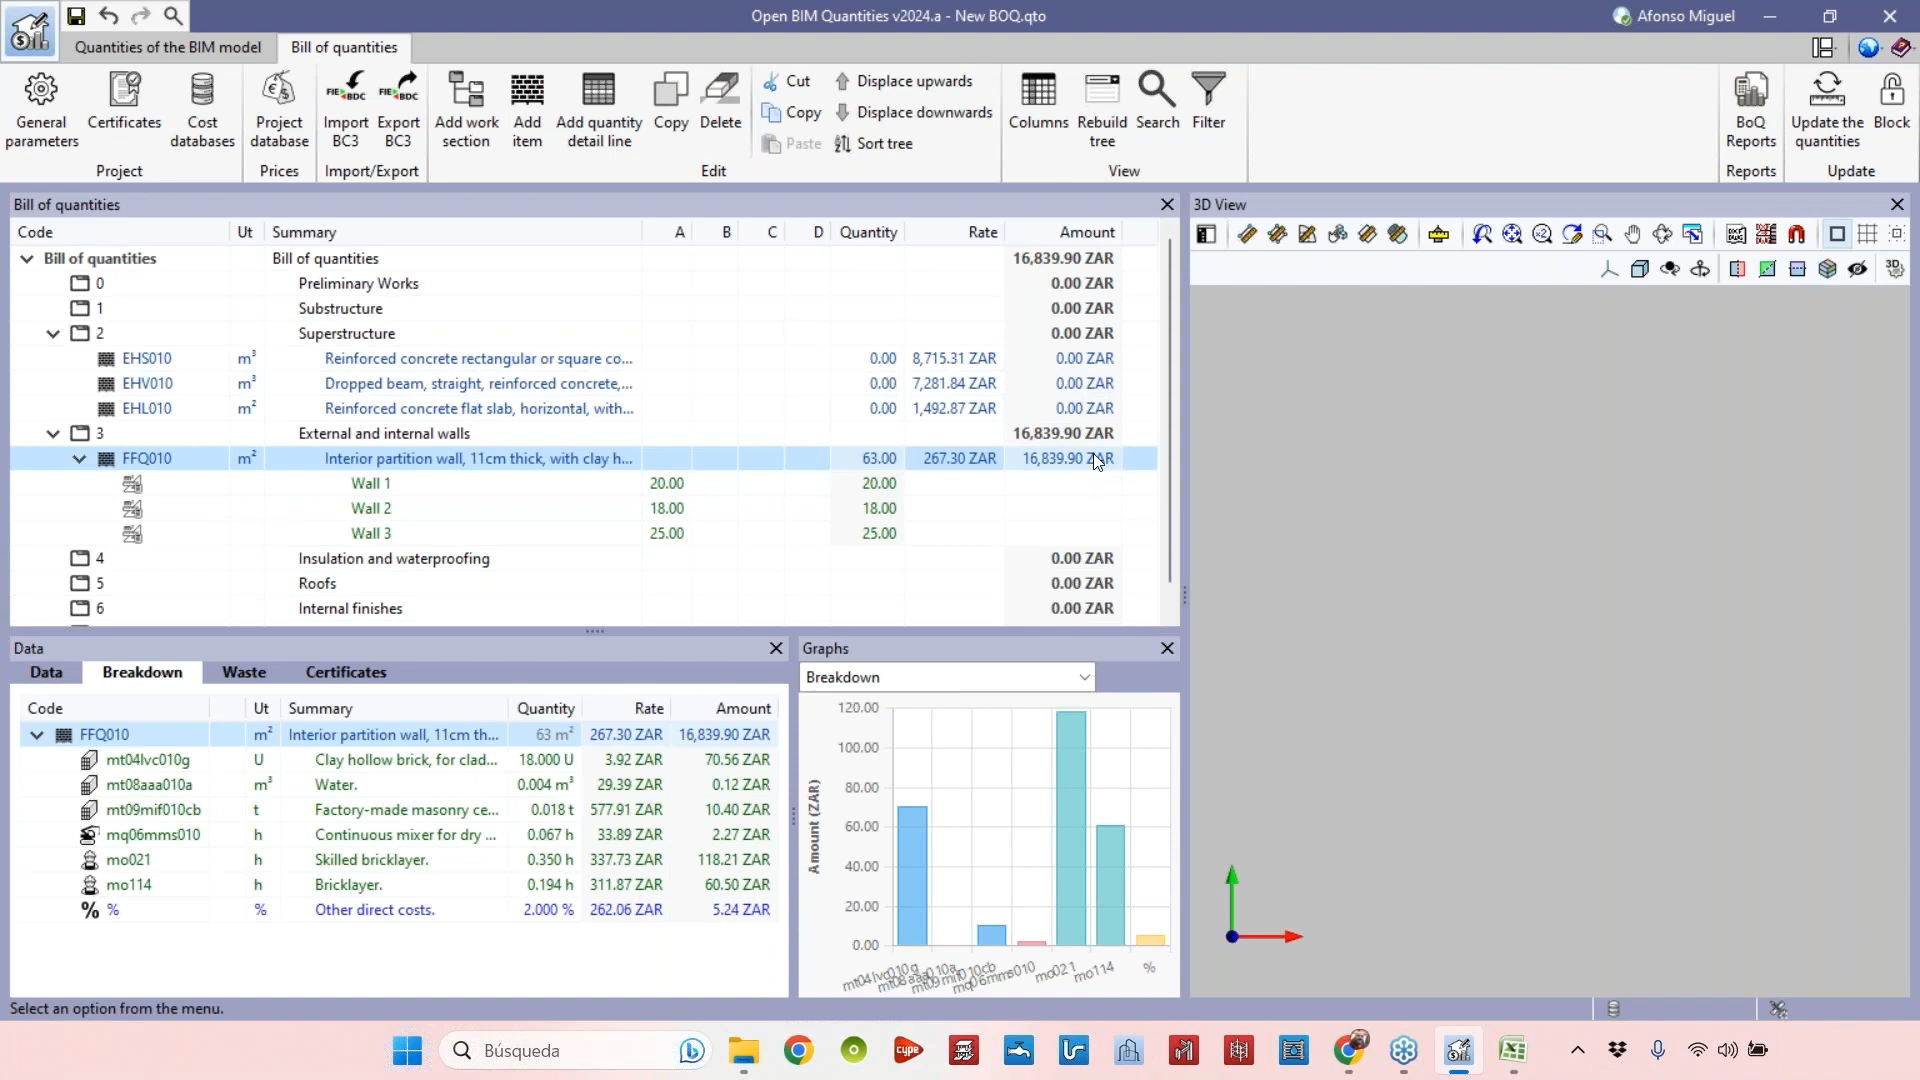 Open BIM Quantities v2024.a - New BOQ.qto
Afonso Miguel
Quantities of the BIM model
Bill of quantities
General parameters
Certificates
Cost databases
Project database
FIE BDC
Import BC3
FIE BDC
Export BC3
Add work section
Add item
Add quantity detail line
Copy
Delete
Cut
Copy
Paste
Displace upwards
Displace downwards
Sort tree
Columns
Rebuild tree
Search
Filter
BoQ Reports
Update the quantities
Block
Project
Prices
Import/Export
Edit
View
Reports
Update
Bill of quantities
3D View
Code Ut Summary A B C D Quantity Rate Amount
Bill of quantities Bill of quantities 16,839.90 ZAR
0 Preliminary Works 0.00 ZAR
1 Substructure 0.00 ZAR
2 Superstructure 0.00 ZAR
EHS010 m³ Reinforced concrete rectangular or square co... 0.00 8,715.31 ZAR 0.00 ZAR
EHV010 m³ Dropped beam, straight, reinforced concrete,... 0.00 7,281.84 ZAR 0.00 ZAR
EHL010 m² Reinforced concrete flat slab, horizontal, with... 0.00 1,492.87 ZAR 0.00 ZAR
3 External and internal walls 16,839.90 ZAR
FFQ010 m² Interior partition wall, 11cm thick, with clay h... 63.00 267.30 ZAR 16,839.90 ZAR
Wall 1 20.00 20.00
Wall 2 18.00 18.00
Wall 3 25.00 25.00
4 Insulation and waterproofing 0.00 ZAR
5 Roofs 0.00 ZAR
6 Internal finishes 0.00 ZAR
Data
Data Breakdown Waste Certificates
Code Ut Summary Quantity Rate Amount
FFQ010 m² Interior partition wall, 11cm th... 63 m² 267.30 ZAR 16,839.90 ZAR
mt04lvc010g U Clay hollow brick, for clad... 18.000 U 3.92 ZAR 70.56 ZAR
mt08aaa010a m³ Water. 0.004 m³ 29.39 ZAR 0.12 ZAR
mt09mif010cb t Factory-made masonry ce... 0.018 t 577.91 ZAR 10.40 ZAR
mq06mms010 h Continuous mixer for dry ... 0.067 h 33.89 ZAR 2.27 ZAR
mo021 h Skilled bricklayer. 0.350 h 337.73 ZAR 118.21 ZAR
mo114 h Bricklayer. 0.194 h 311.87 ZAR 60.50 ZAR
% % % Other direct costs. 2.000 % 262.06 ZAR 5.24 ZAR
Graphs
Breakdown
120.00
100.00
80.00
60.00
40.00
20.00
0.00
Amount (ZAR)
mt04lvc010g mt08aaa010a mt09mif010cb mq06mms010 mo021 mo114 %
Select an option from the menu.
Búsqueda
cype